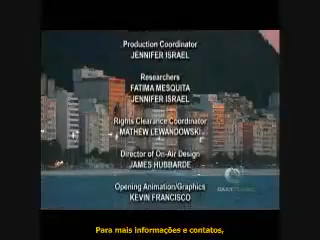 Production Coordinator
JENNIFER ISRAEL
Researchers
FATIMA MESQUITA
JENNIFER ISRAEL
Rights Clearance Coordinator
MATHEW LEWANDOWSKI
Director of On-Air Design
JAMES HUBBARDE
Opening Animation/Graphics
KEVIN FRANCISCO
Para mais informações e contatos,